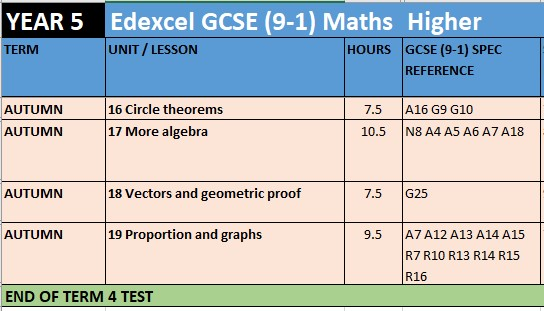 YEAR 5 Edexcel GCSE (9-1) Maths Higher
TERM UNIT / LESSON HOURS GCSE (9-1) SPEC
REFERENCE
AUTUMN 16 Circle theorems 7.5 A16 G9 G10
AUTUMN 17 More algebra 10.5 N8 A4 A5 A6 A7 A18
AUTUMN 18 Vectors and geometric proof 7.5 G25
AUTUMN 19 Proportion and graphs 9.5 A7 A12 A13 A14 A15
R7 R10 R13 R14 R15
R16
END OF TERM 4 TEST